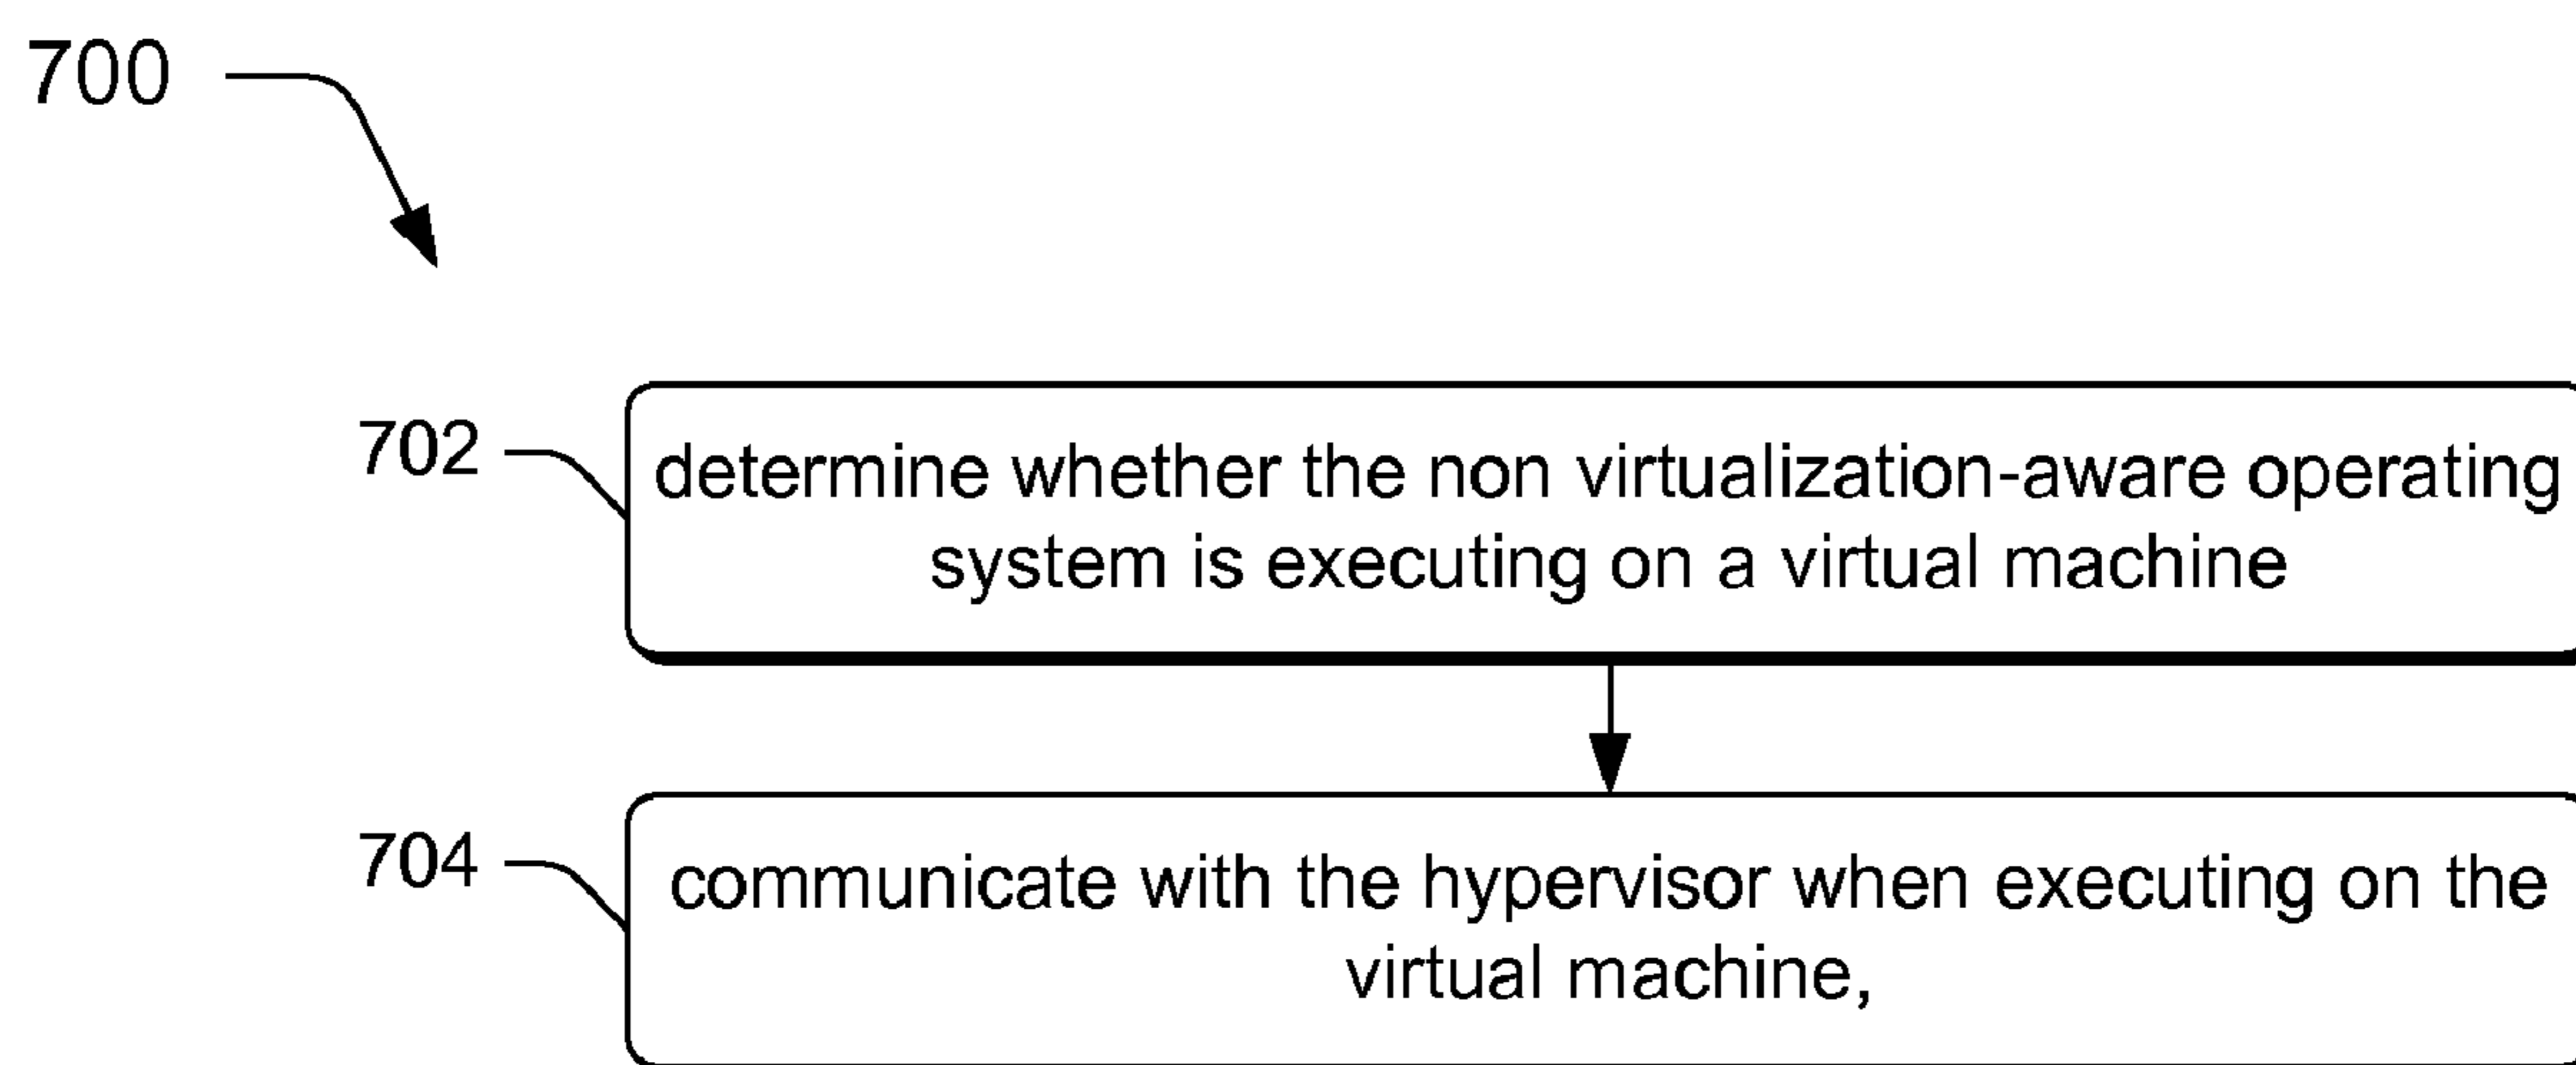 700
702
determine whether the non virtualization-aware operating
system is executing on a virtual machine
704
communicate with the hypervisor when executing on the
virtual machine,